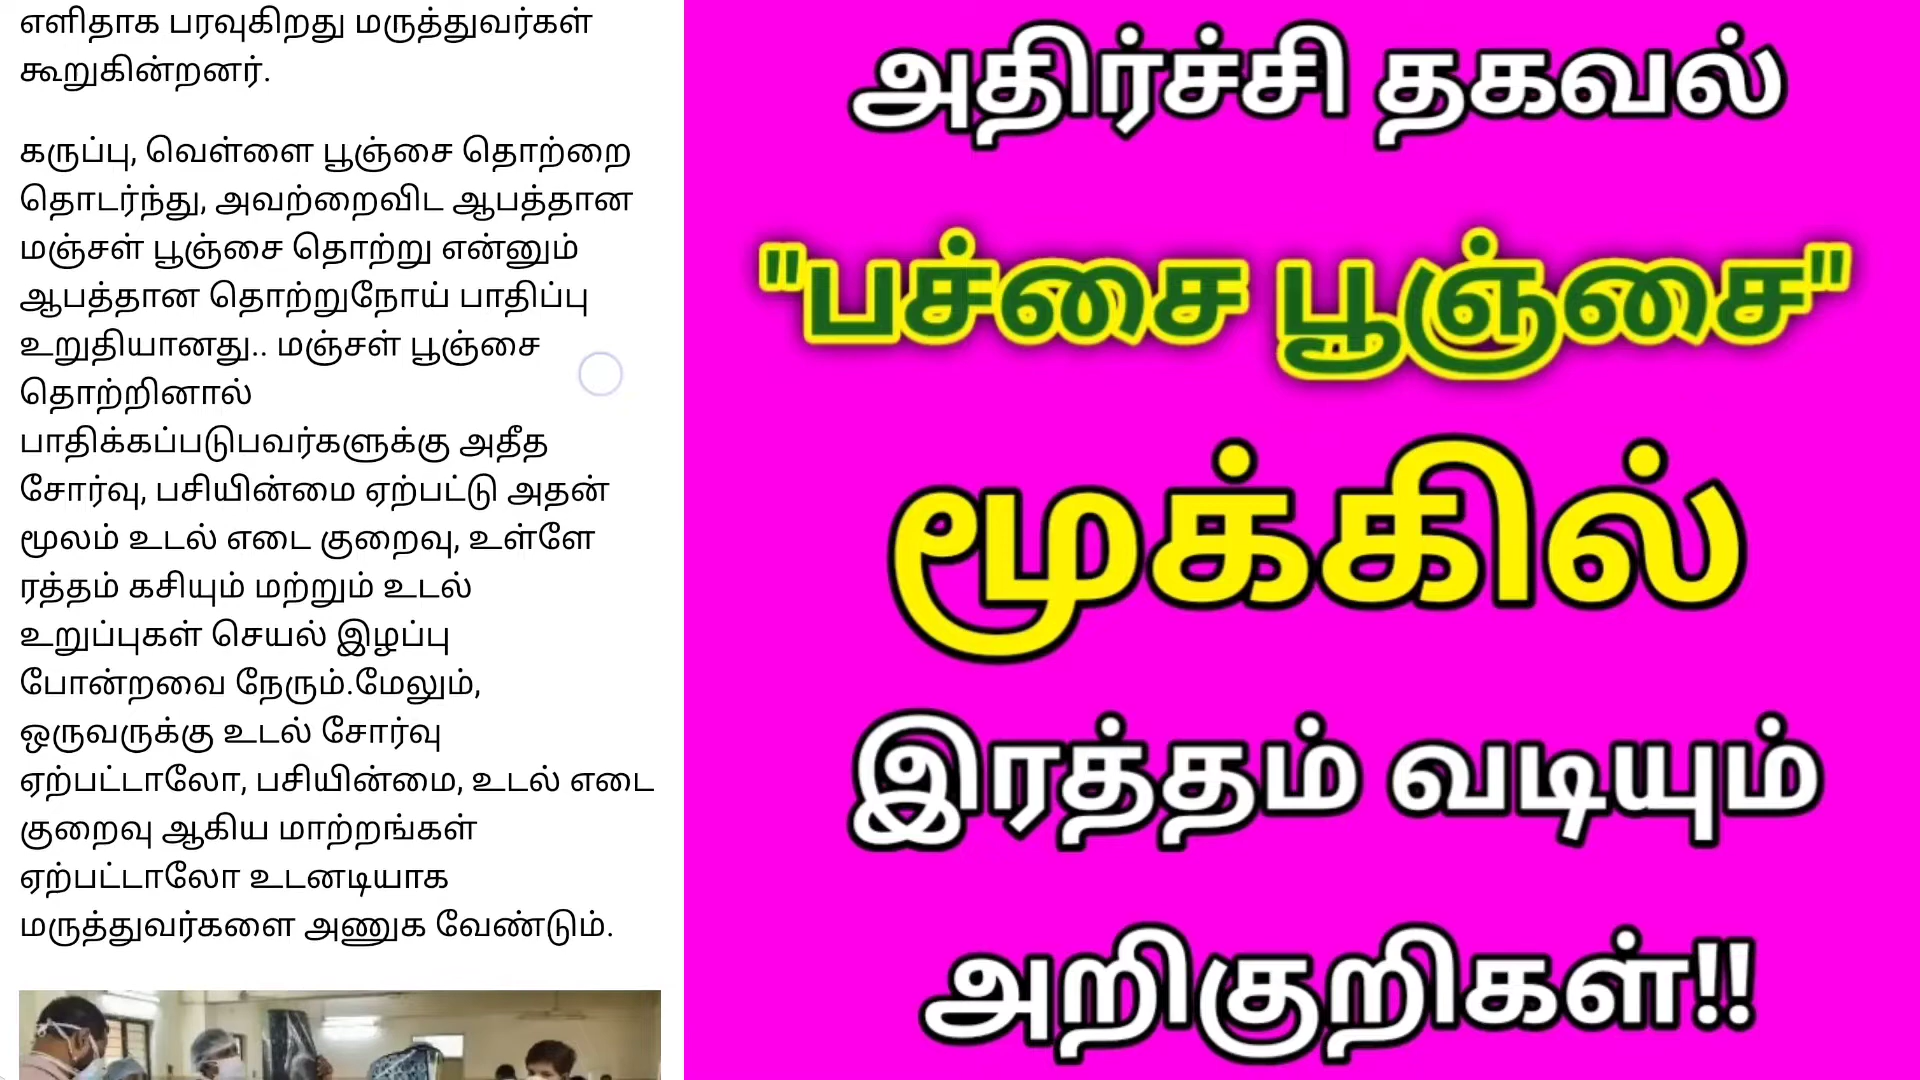 எளிதாக பரவுகிறது மருத்துவர்கள்
கூறுகின்றனர்.
கருப்பு, வெள்ளை பூஞ்சை தொற்றை
தொடர்ந்து, அவற்றைவிட ஆபத்தான
மஞ்சள் பூஞ்சை தொற்று என்னும்
ஆபத்தான தொற்றுநோய் பாதிப்பு
உறுதியானது.. மஞ்சள் பூஞ்சை
தொற்றினால்
பாதிக்கப்படுபவர்களுக்கு அதீத
சோர்வு, பசியின்மை ஏற்பட்டு அதன்
மூலம் உடல் எடை குறைவு, உள்ளே
ரத்தம் கசியும் மற்றும் உடல்
உறுப்புகள் செயல் இழப்பு
போன்றவை நேரும்.மேலும்,
ஒருவருக்கு உடல் சோர்வு
ஏற்பட்டாலோ, பசியின்மை, உடல் எடை
குறைவு ஆகிய மாற்றங்கள்
ஏற்பட்டாலோ உடனடியாக
மருத்துவர்களை அணுக வேண்டும்.
அதிர்ச்சி தகவல்
"பச்சை பூஞ்சை"
மூக்கில்
இரத்தம் வடியும்
அறிகுறிகள்!!